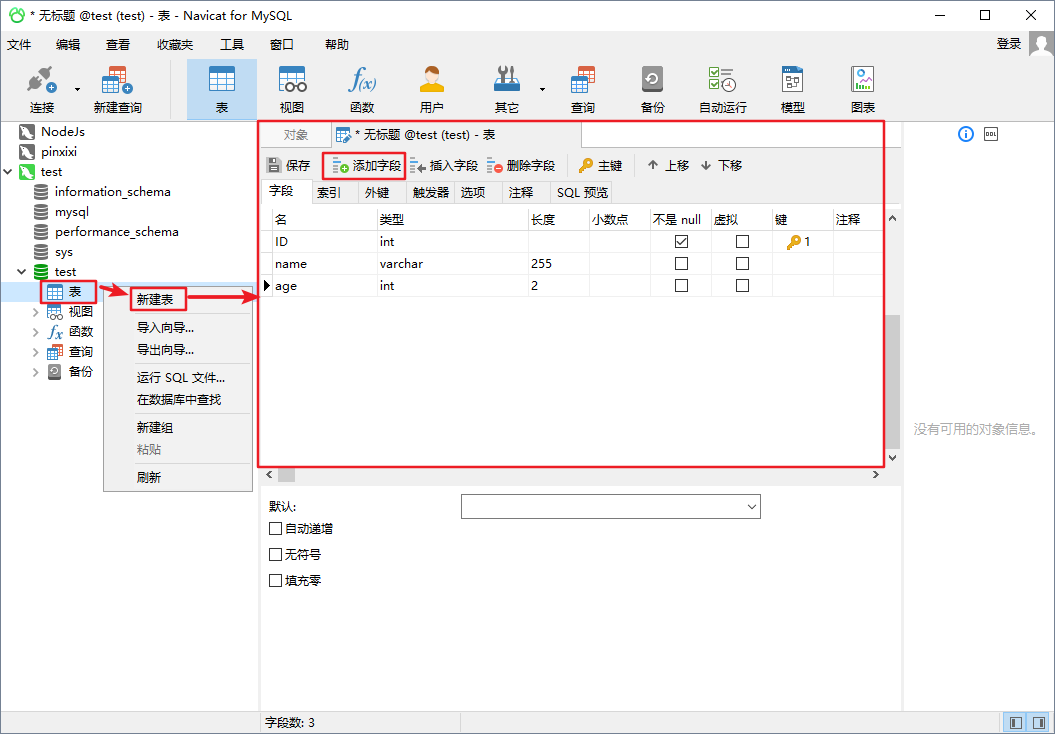 * 无标题 @test (test) - 表 - Navicat for MySQL
文件 编辑 查看 收藏夹 工具 窗口 帮助 登录
连接 新建查询 表 视图 函数 用户 其它 查询 备份 自动运行 模型 图表
NodeJs
pinxixi
test
information_schema
mysql
performance_schema
sys
test
表
视图
函数
查询
备份
新建表
导入向导...
导出向导...
运行 SQL 文件...
在数据库中查找
新建组
粘贴
刷新
对象 * 无标题 @test (test) - 表
保存 添加字段 插入字段 删除字段 主键 上移 下移
字段 索引 外键 触发器 选项 注释 SQL 预览
名 类型 长度 小数点 不是 null 虚拟 键 注释
ID int 1
name varchar 255
age int 2
默认:
自动递增
无符号
填充零
DDL
没有可用的对象信息。
字段数: 3